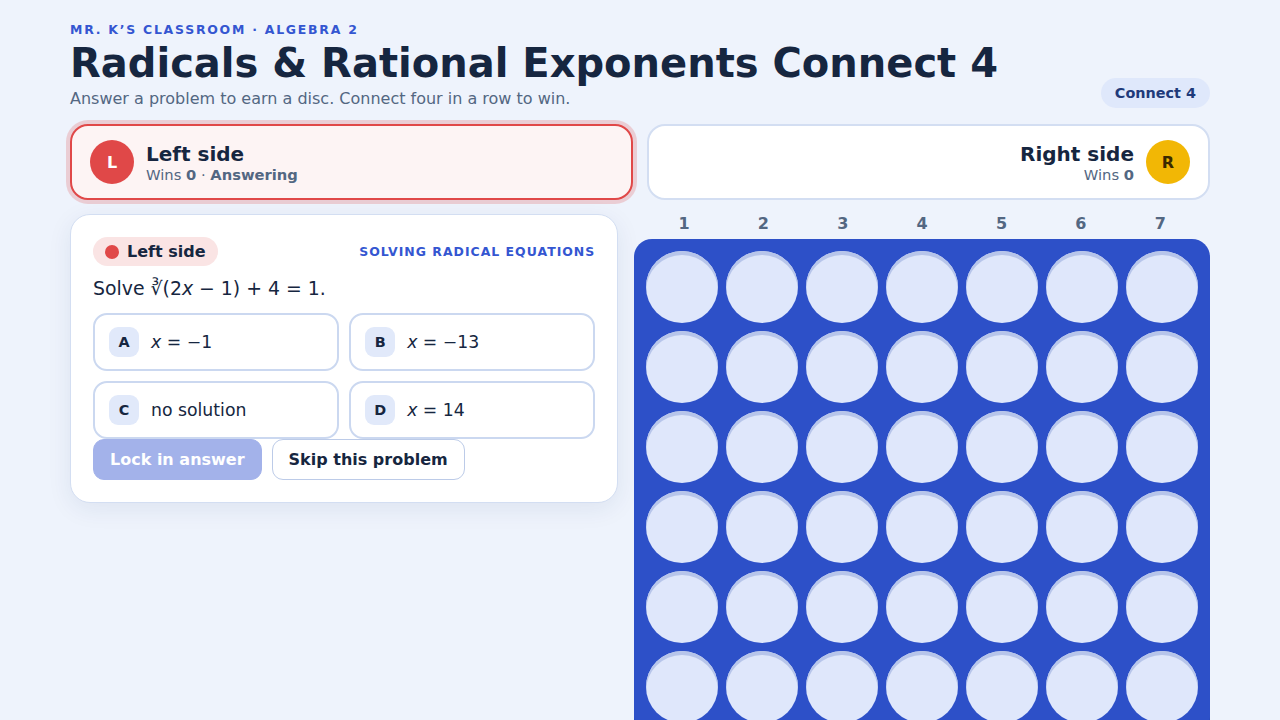 MR. K’S CLASSROOM · ALGEBRA 2
Radicals & Rational Exponents Connect 4
Answer a problem to earn a disc. Connect four in a row to win.
Connect 4
L
Left side
Wins 0 · Answering
Right side
Wins 0
R
Left side
SOLVING RADICAL EQUATIONS
Solve ∛(2x − 1) + 4 = 1.
A x = −1
B x = −13
C no solution
D x = 14
Lock in answer
Skip this problem
1 2 3 4 5 6 7